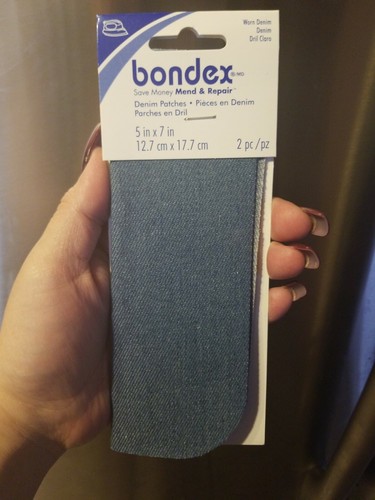 Worn Denim
Denim
Dril Claro
bondex
Save Money Mend & Repair™
Denim Patches • Pièces en Denim
Parches en Dril
5 in x 7 in
12.7 cm x 17.7 cm
2 pc/pz